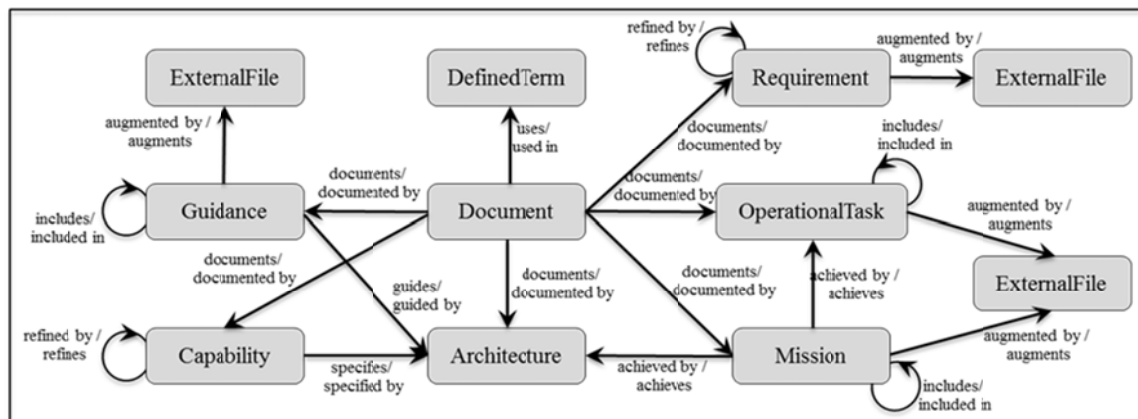 refined by /
refines
augmented by /
augments
ExternalFile
DefinedTerm
Requirement
ExternalFile
augmented by /
augments
uses/
used in
documents/
documented by
includes/
included in
documents/
documented by
documents/
documented by
includes/
included in
Guidance
Document
OperationalTask
augmented by /
augments
documents/
documented by
guides/
guided by
documents/
documented by
documents/
documented by
achieved by /
achieves
ExternalFile
refined by /
refines
Capability
specifies/
specified by
Architecture
achieved by /
achieves
Mission
augmented by /
augments
includes/
included in